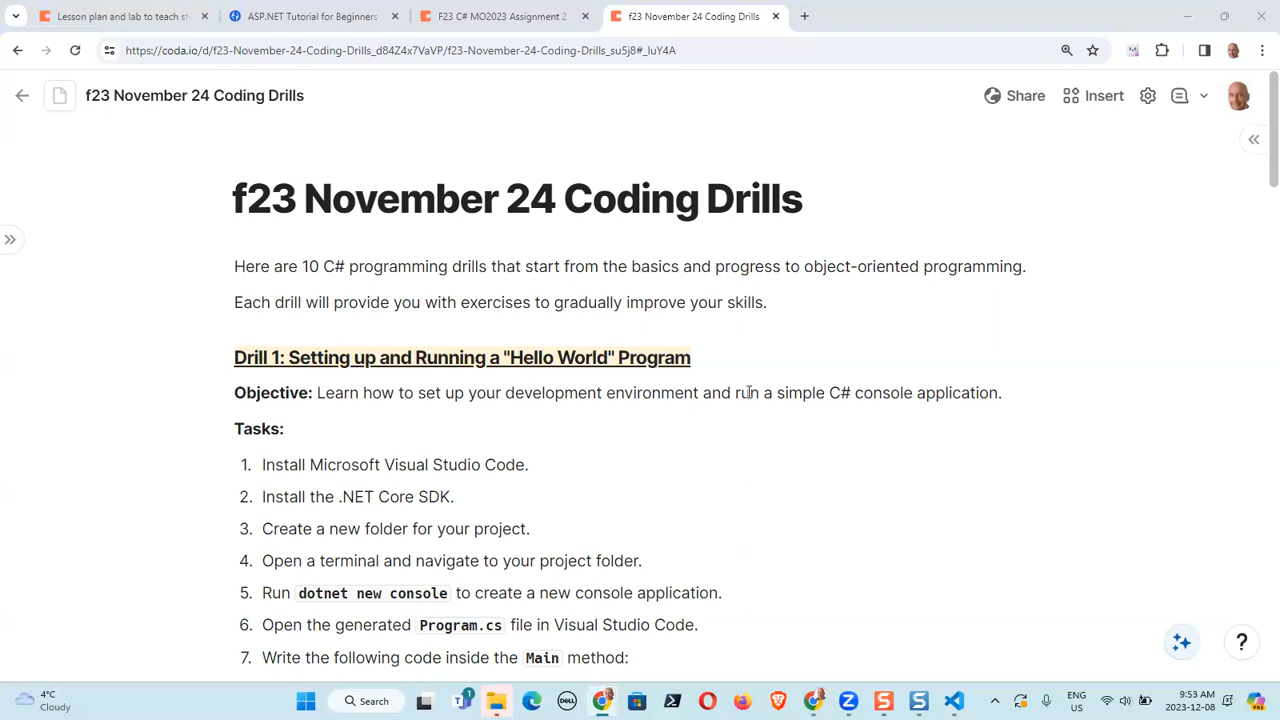 Lesson plan and lab to teach st
ASP.NET Tutorial for Beginners
F23 C# MO2023 Assignment 2
f23 November 24 Coding Drills
https://coda.io/d/f23-November-24-Coding-Drills_d84Z4x7VaVP/f23-November-24-Coding-Drills_su5j8#_luY4A
f23 November 24 Coding Drills
Share
Insert
f23 November 24 Coding Drills
Here are 10 C# programming drills that start from the basics and progress to object-oriented programming.
Each drill will provide you with exercises to gradually improve your skills.
Drill 1: Setting up and Running a "Hello World" Program
Objective: Learn how to set up your development environment and run a simple C# console application.
Tasks:
1. Install Microsoft Visual Studio Code.
2. Install the .NET Core SDK.
3. Create a new folder for your project.
4. Open a terminal and navigate to your project folder.
5. Run dotnet new console to create a new console application.
6. Open the generated Program.cs file in Visual Studio Code.
7. Write the following code inside the Main method:
?
4°C
Cloudy
Search
1
DELL
ENG
US
9:53 AM
2023-12-08